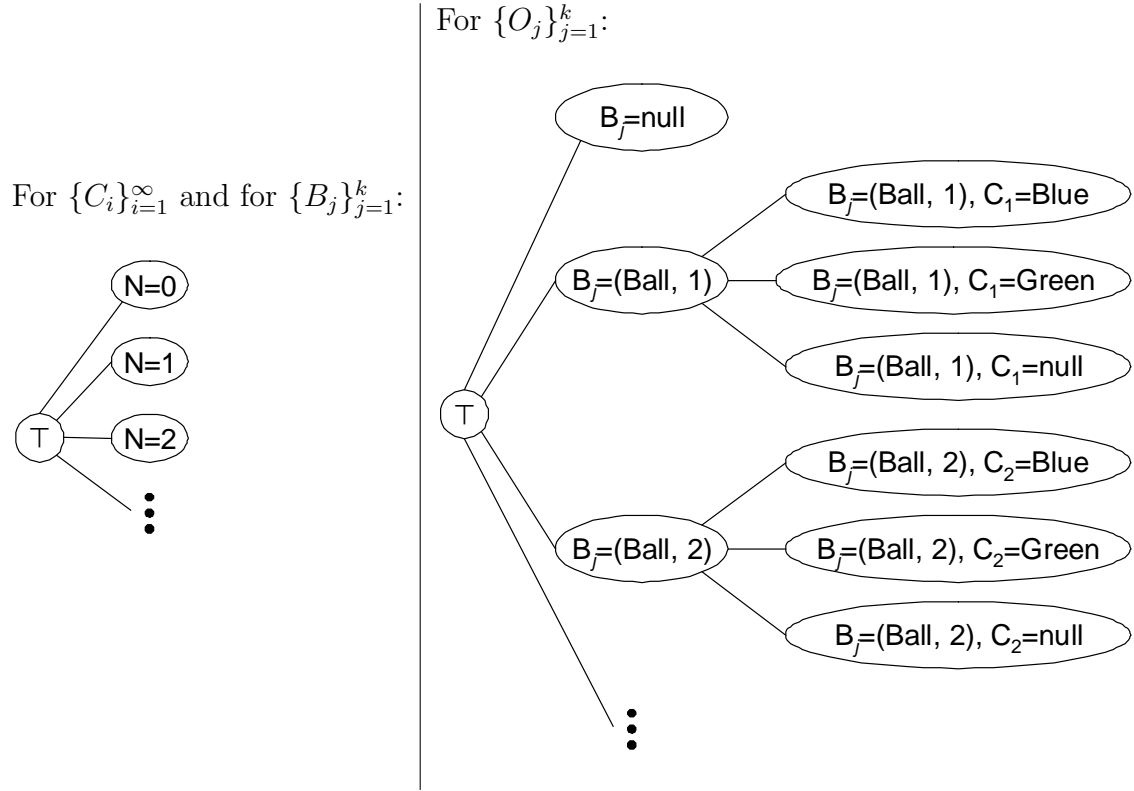 For {C_i}_{i=1}^∞ and for {B_j}_{j=1}^k:
N=0
N=1
N=2
⊤
⋮
For {O_j}_{j=1}^k:
B_j=null
B_j=(Ball, 1), C_1=Blue
B_j=(Ball, 1)
B_j=(Ball, 1), C_1=Green
B_j=(Ball, 1), C_1=null
⊤
B_j=(Ball, 2), C_2=Blue
B_j=(Ball, 2)
B_j=(Ball, 2), C_2=Green
B_j=(Ball, 2), C_2=null
⋮